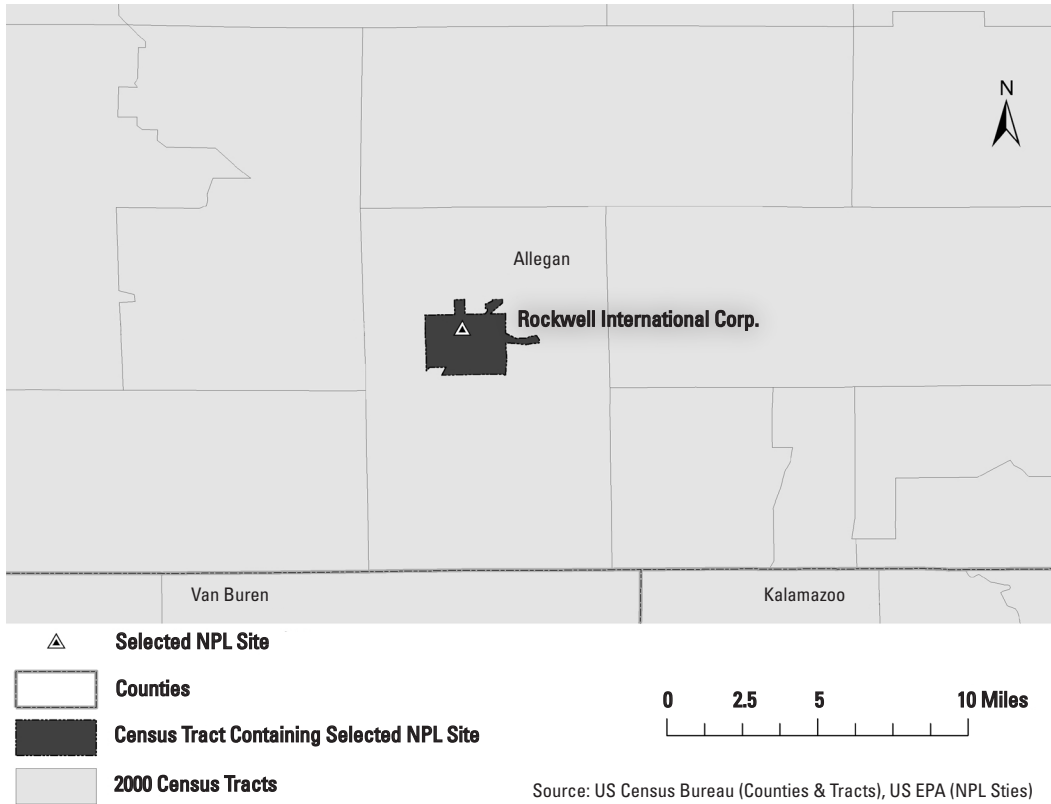 N
Allegan
Rockwell International Corp.
Van Buren
Kalamazoo
Selected NPL Site
Counties
Census Tract Containing Selected NPL Site
2000 Census Tracts
0 2.5 5 10 Miles
Source: US Census Bureau (Counties & Tracts), US EPA (NPL Sties)